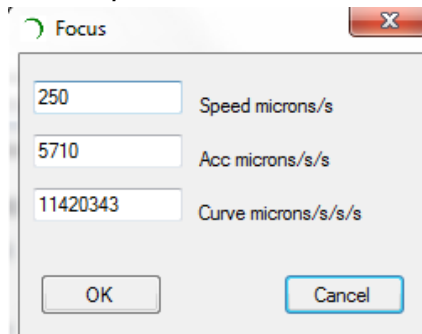 Focus
250 Speed microns/s
5710 Acc microns/s/s
11420343 Curve microns/s/s/s
OK Cancel